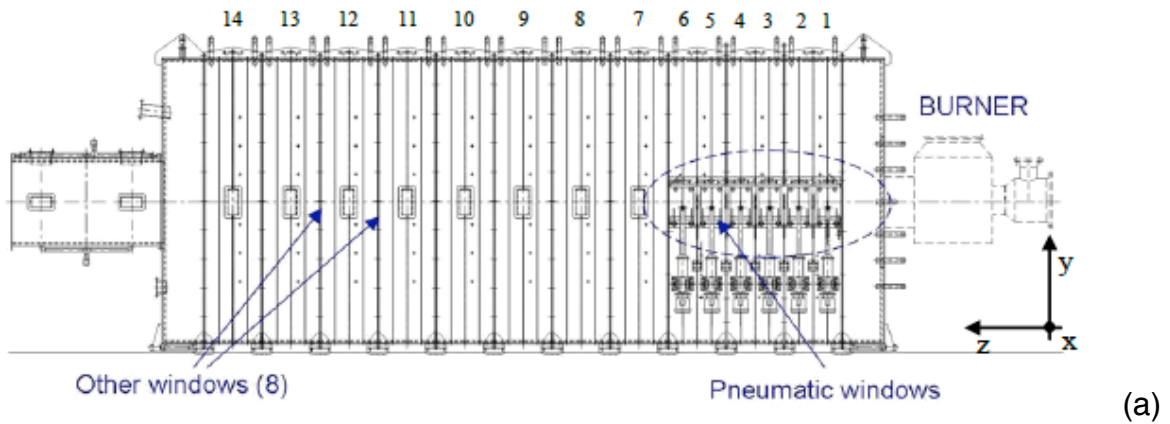 14 13 12 11 10 9 8 7 6 5 4 3 2 1
BURNER
y
z x
Other windows (8)
Pneumatic windows
(a)